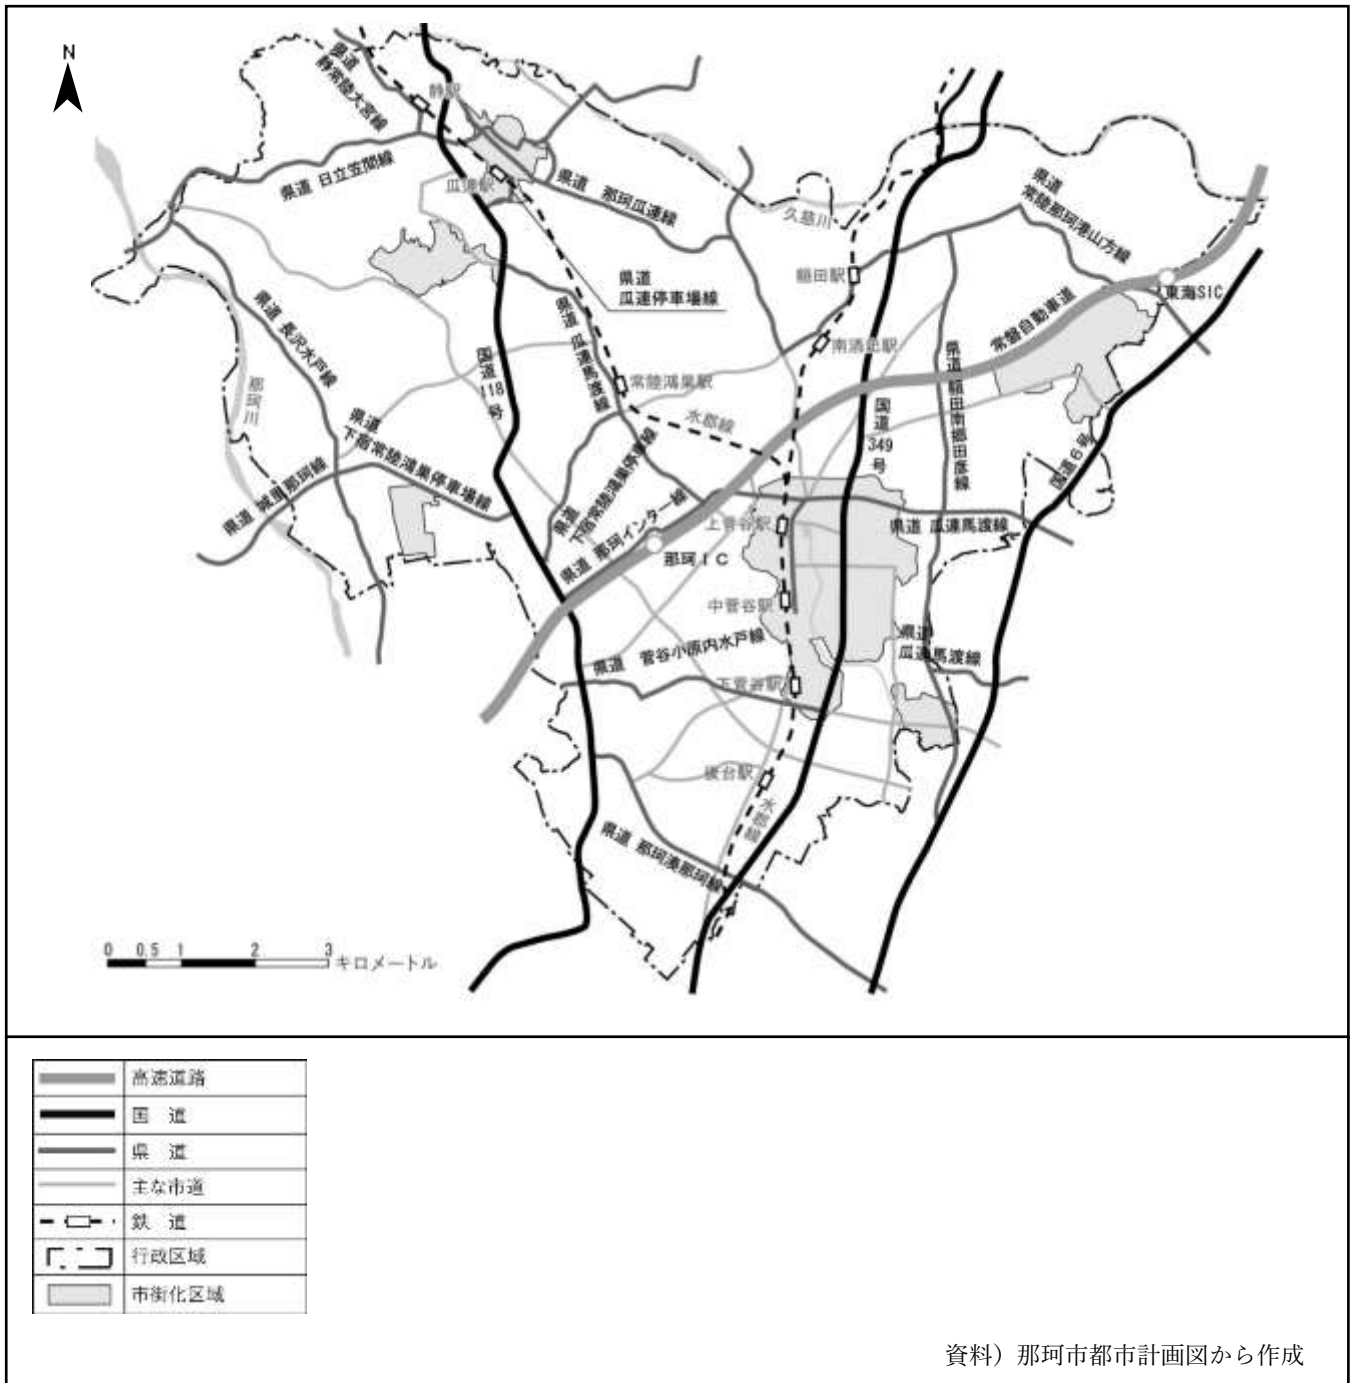 N
県道
静常陸大宮線
静駅
県道 日立笠間線
瓜連駅
県道 那珂瓜連線
久慈川
県道
常陸那珂港山方線
額田駅
東海SIC
県道
瓜連停車場線
県道 長沢水戸線
県道 瓜連馬渡線
国道
118
号
南酒出駅
常磐自動車道
県道 額田南郷田彦線
那珂川
常陸鴻巣駅
水郡線
国道
349
号
国道6号
県道
下宿常陸鴻巣停車場線
県道 城里那珂線
県道
下宿常陸鴻巣停車場線
県道 那珂インター線
上菅谷駅
県道 瓜連馬渡線
那珂IC
中菅谷駅
県道 菅谷小原内水戸線
県道
瓜連馬渡線
下菅谷駅
後台駅
水郡線
県道 那珂湊那珂線
0 0.5 1 2 3
キロメートル
高速道路
国 道
県 道
主な市道
鉄 道
行政区域
市街化区域
資料）那珂市都市計画図から作成